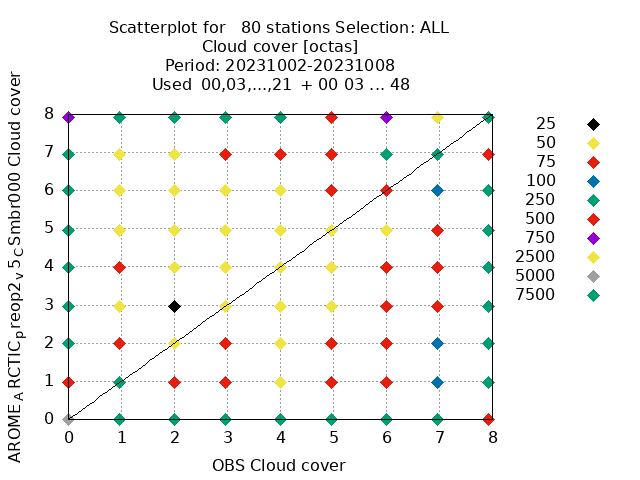 Scatterplot for   80 stations Selection: ALL
Cloud cover [octas]
Period: 20231002-20231008
Used  00,03,...,21  + 00 03 ... 48
AROME_ARCTIC_preop2_v5_CSmbr000 Cloud cover
8
7
6
5
4
3
2
1
0
0 1 2 3 4 5 6 7 8
OBS Cloud cover
25
50
75
100
250
500
750
2500
5000
7500